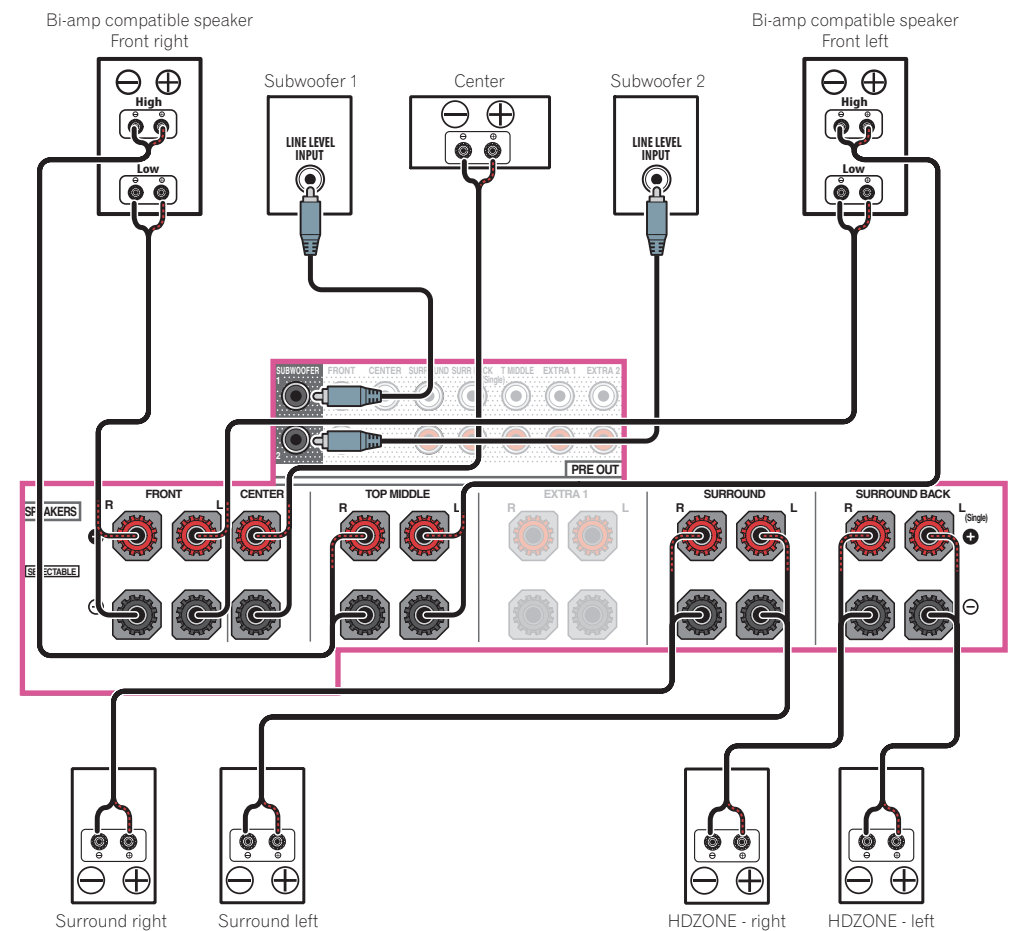 Bi-amp compatible speaker
Front right
Bi-amp compatible speaker
Front left
Subwoofer 1
Center
Subwoofer 2
High
Low
LINE LEVEL
INPUT
LINE LEVEL
INPUT
High
Low
SUBWOOFER
1
2
FRONT
CENTER
SURROUND
(Single)
T MIDDLE
EXTRA 1
EXTRA 2
PRE OUT
SPEAKERS
SELECTABLE
FRONT
R
L
CENTER
TOP MIDDLE
R
L
EXTRA 1
R
L
SURROUND
R
L
SURROUND BACK
R
L
(Single)
Surround right
Surround left
HDZONE - right
HDZONE - left